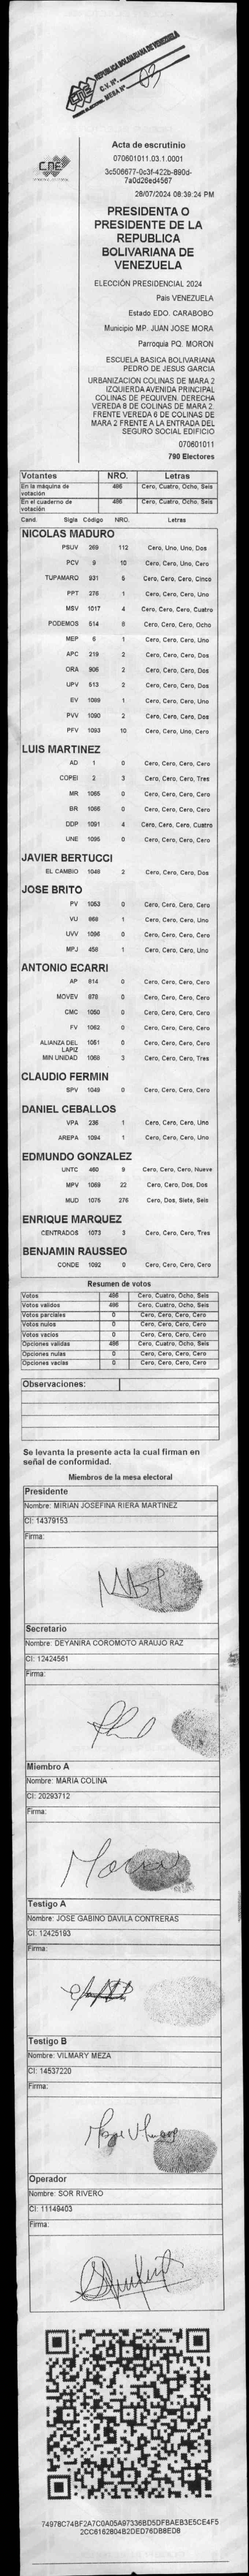 REPUBLICA BOLIVARIANA DE VENEZUELA
CNE
C.V. Nº.
MESA Nº
03
CNE
Acta de escrutinio
070601011.03.1.0001
3c506677-0c3f-422b-890d-
7a0d26ed4567
28/07/2024 08:39:24 PM
PRESIDENTA O
PRESIDENTE DE LA
REPUBLICA
BOLIVARIANA DE
VENEZUELA
ELECCIÓN PRESIDENCIAL 2024
País VENEZUELA
Estado EDO. CARABOBO
Municipio MP. JUAN JOSE MORA
Parroquia PQ. MORON
ESCUELA BASICA BOLIVARIANA
PEDRO DE JESUS GARCIA
URBANIZACIÓN COLINAS DE MARA 2
IZQUIERDA AVENIDA PRINCIPAL
COLINAS DE PEQUIVEN. DERECHA
VEREDA 8 DE COLINAS DE MARA 2.
FRENTE VEREDA 6 DE COLINAS DE
MARA 2 FRENTE A LA ENTRADA DEL
SEGURO SOCIAL EDIFICIO
070601011
790 Electores
Votantes NRO. Letras
En la máquina de votación 486 Cero, Cuatro, Ocho, Seis
En el cuaderno de votación 486 Cero, Cuatro, Ocho, Seis
Cand. Sigla Código NRO. Letras
NICOLAS MADURO
PSUV 269 112 Cero, Uno, Uno, Dos
PCV 9 10 Cero, Cero, Uno, Cero
TUPAMARO 931 5 Cero, Cero, Cero, Cinco
PPT 276 1 Cero, Cero, Cero, Uno
MSV 1017 4 Cero, Cero, Cero, Cuatro
PODEMOS 514 8 Cero, Cero, Cero, Ocho
MEP 6 1 Cero, Cero, Cero, Uno
APC 219 2 Cero, Cero, Cero, Dos
ORA 906 2 Cero, Cero, Cero, Dos
UPV 513 2 Cero, Cero, Cero, Dos
EV 1089 1 Cero, Cero, Cero, Uno
PVV 1090 2 Cero, Cero, Cero, Dos
PFV 1093 10 Cero, Cero, Uno, Cero
LUIS MARTINEZ
AD 1 0 Cero, Cero, Cero, Cero
COPEI 2 3 Cero, Cero, Cero, Tres
MR 1065 0 Cero, Cero, Cero, Cero
BR 1066 0 Cero, Cero, Cero, Cero
DDP 1091 4 Cero, Cero, Cero, Cuatro
UNE 1095 0 Cero, Cero, Cero, Cero
JAVIER BERTUCCI
EL CAMBIO 1048 2 Cero, Cero, Cero, Dos
JOSE BRITO
PV 1053 0 Cero, Cero, Cero, Cero
VU 868 1 Cero, Cero, Cero, Uno
UVV 1096 0 Cero, Cero, Cero, Cero
MPJ 458 1 Cero, Cero, Cero, Uno
ANTONIO ECARRI
AP 814 0 Cero, Cero, Cero, Cero
MOVEV 978 0 Cero, Cero, Cero, Cero
CMC 1050 0 Cero, Cero, Cero, Cero
FV 1062 0 Cero, Cero, Cero, Cero
ALIANZA DEL LAPIZ 1051 0 Cero, Cero, Cero, Cero
MIN UNIDAD 1068 3 Cero, Cero, Cero, Tres
CLAUDIO FERMIN
SPV 1049 0 Cero, Cero, Cero, Cero
DANIEL CEBALLOS
VPA 236 1 Cero, Cero, Cero, Uno
AREPA 1094 1 Cero, Cero, Cero, Uno
EDMUNDO GONZALEZ
UNTC 460 9 Cero, Cero, Cero, Nueve
MPV 1069 22 Cero, Cero, Dos, Dos
MUD 1075 276 Cero, Dos, Siete, Seis
ENRIQUE MARQUEZ
CENTRADOS 1073 3 Cero, Cero, Cero, Tres
BENJAMIN RAUSSEO
CONDE 1092 0 Cero, Cero, Cero, Cero
Resumen de votos
Votos 486 Cero, Cuatro, Ocho, Seis
Votos validos 486 Cero, Cuatro, Ocho, Seis
Votos parciales 0 Cero, Cero, Cero, Cero
Votos nulos 0 Cero, Cero, Cero, Cero
Votos vacíos 0 Cero, Cero, Cero, Cero
Opciones validas 486 Cero, Cuatro, Ocho, Seis
Opciones nulas 0 Cero, Cero, Cero, Cero
Opciones vacías 0 Cero, Cero, Cero, Cero
Observaciones:
Se levanta la presente acta la cual firman en
señal de conformidad.
Miembros de la mesa electoral
Presidente
Nombre: MIRIAN JOSEFINA RIERA MARTINEZ
CI: 14379153
Firma:
Secretario
Nombre: DEYANIRA COROMOTO ARAUJO RAZ
CI: 12424561
Firma:
Miembro A
Nombre: MARIA COLINA
CI: 20293712
Firma:
Testigo A
Nombre: JOSE GABINO DAVILA CONTRERAS
CI: 12425193
Firma:
Testigo B
Nombre: VILMARY MEZA
CI: 14537220
Firma:
Operador
Nombre: SOR RIVERO
CI: 11149403
Firma:
74978C74BF2A7C0A05A97336BD5DFBAEB3E5CE4F5
2CC6162804B2DED76DB8ED8